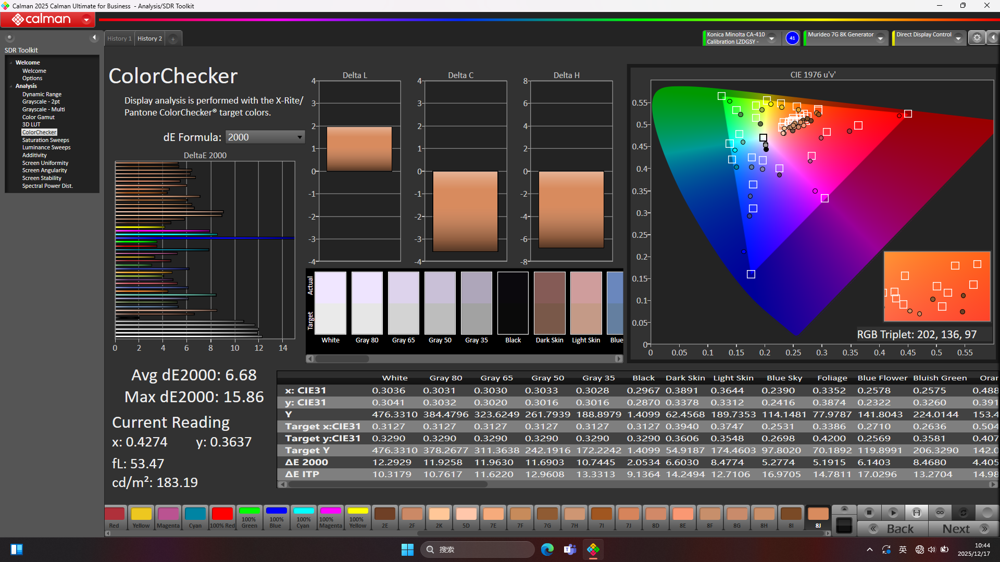 Calman 2025 Calman Ultimate for Business  - Analysis/SDR Toolkit
calman
History 1
History 2
+
Konica Minolta CA-410
Calibration LZDGSY -
41
Murideo 7G 8K Generator
Direct Display Control
SDR Toolkit
Welcome
Welcome
Options
Analysis
Dynamic Range
Grayscale - 2pt
Grayscale - Multi
Color Gamut
3D LUT
ColorChecker
Saturation Sweeps
Luminance Sweeps
Additivity
Screen Uniformity
Screen Angularity
Screen Stability
Spectral Power Dist.
ColorChecker
Display analysis is performed with the X-Rite/
Pantone ColorChecker® target colors.
dE Formula: 2000
DeltaE 2000
0 2 4 6 8 10 12 14
Delta L
4
3
2
1
0
-1
-2
-3
-4
Delta C
4
3
2
1
0
-1
-2
-3
-4
Delta H
8
6
4
2
0
-2
-4
-6
-8
Actual
Target
White Gray 80 Gray 65 Gray 50 Gray 35 Black Dark Skin Light Skin Blue
CIE 1976 u'v'
0.55
0.5
0.45
0.4
0.35
0.3
0.25
0.2
0.15
0.1
0.05
0
0 0.05 0.1 0.15 0.2 0.25 0.3 0.35 0.4 0.45 0.5 0.55
RGB Triplet: 202, 136, 97
Avg dE2000: 6.68
Max dE2000: 15.86
Current Reading
x: 0.4274 y: 0.3637
fL: 53.47
cd/m²: 183.19
White Gray 80 Gray 65 Gray 50 Gray 35 Black Dark Skin Light Skin Blue Sky Foliage Blue Flower Bluish Green Orar
x: CIE31 0.3036 0.3031 0.3030 0.3033 0.3028 0.2967 0.3891 0.3644 0.2390 0.3352 0.2578 0.2575 0.488
y: CIE31 0.3041 0.3032 0.3020 0.3016 0.3016 0.2870 0.3378 0.3312 0.2416 0.3874 0.2322 0.3260 0.391
Y 476.3310 384.4796 323.6249 261.7939 188.8979 1.4099 62.4568 189.7353 114.1481 77.9787 141.8043 224.0144 153.4
Target x:CIE31 0.3127 0.3127 0.3127 0.3127 0.3127 0.3127 0.3940 0.3747 0.2531 0.3386 0.2710 0.2636 0.504
Target y:CIE31 0.3290 0.3290 0.3290 0.3290 0.3290 0.3290 0.3606 0.3548 0.2698 0.4200 0.2569 0.3581 0.407
Target Y 476.3310 378.2677 311.3638 242.1916 172.2242 1.4099 54.9187 174.4603 97.8020 70.1892 119.8991 206.3290 142.0
ΔE 2000 12.2929 11.9258 11.9630 11.6903 10.7445 2.0534 6.6030 8.4774 5.2774 5.1915 6.1403 8.4680 4.405
ΔE ITP 10.3179 10.7617 11.6220 12.9608 13.3313 9.1364 14.2494 12.7106 16.9705 14.7811 17.0296 13.2704 14.98
Red Yellow Magenta Cyan 100% Red 100% Green 100% Blue 100% Cyan 100% Magenta 100% Yellow 2E 2F 2K 5D 7E 7F 7G 7H 7I 7J 8D 8E 8F 8G 8H 8I 8J
Back Next
搜索
英
10:44
2025/12/17